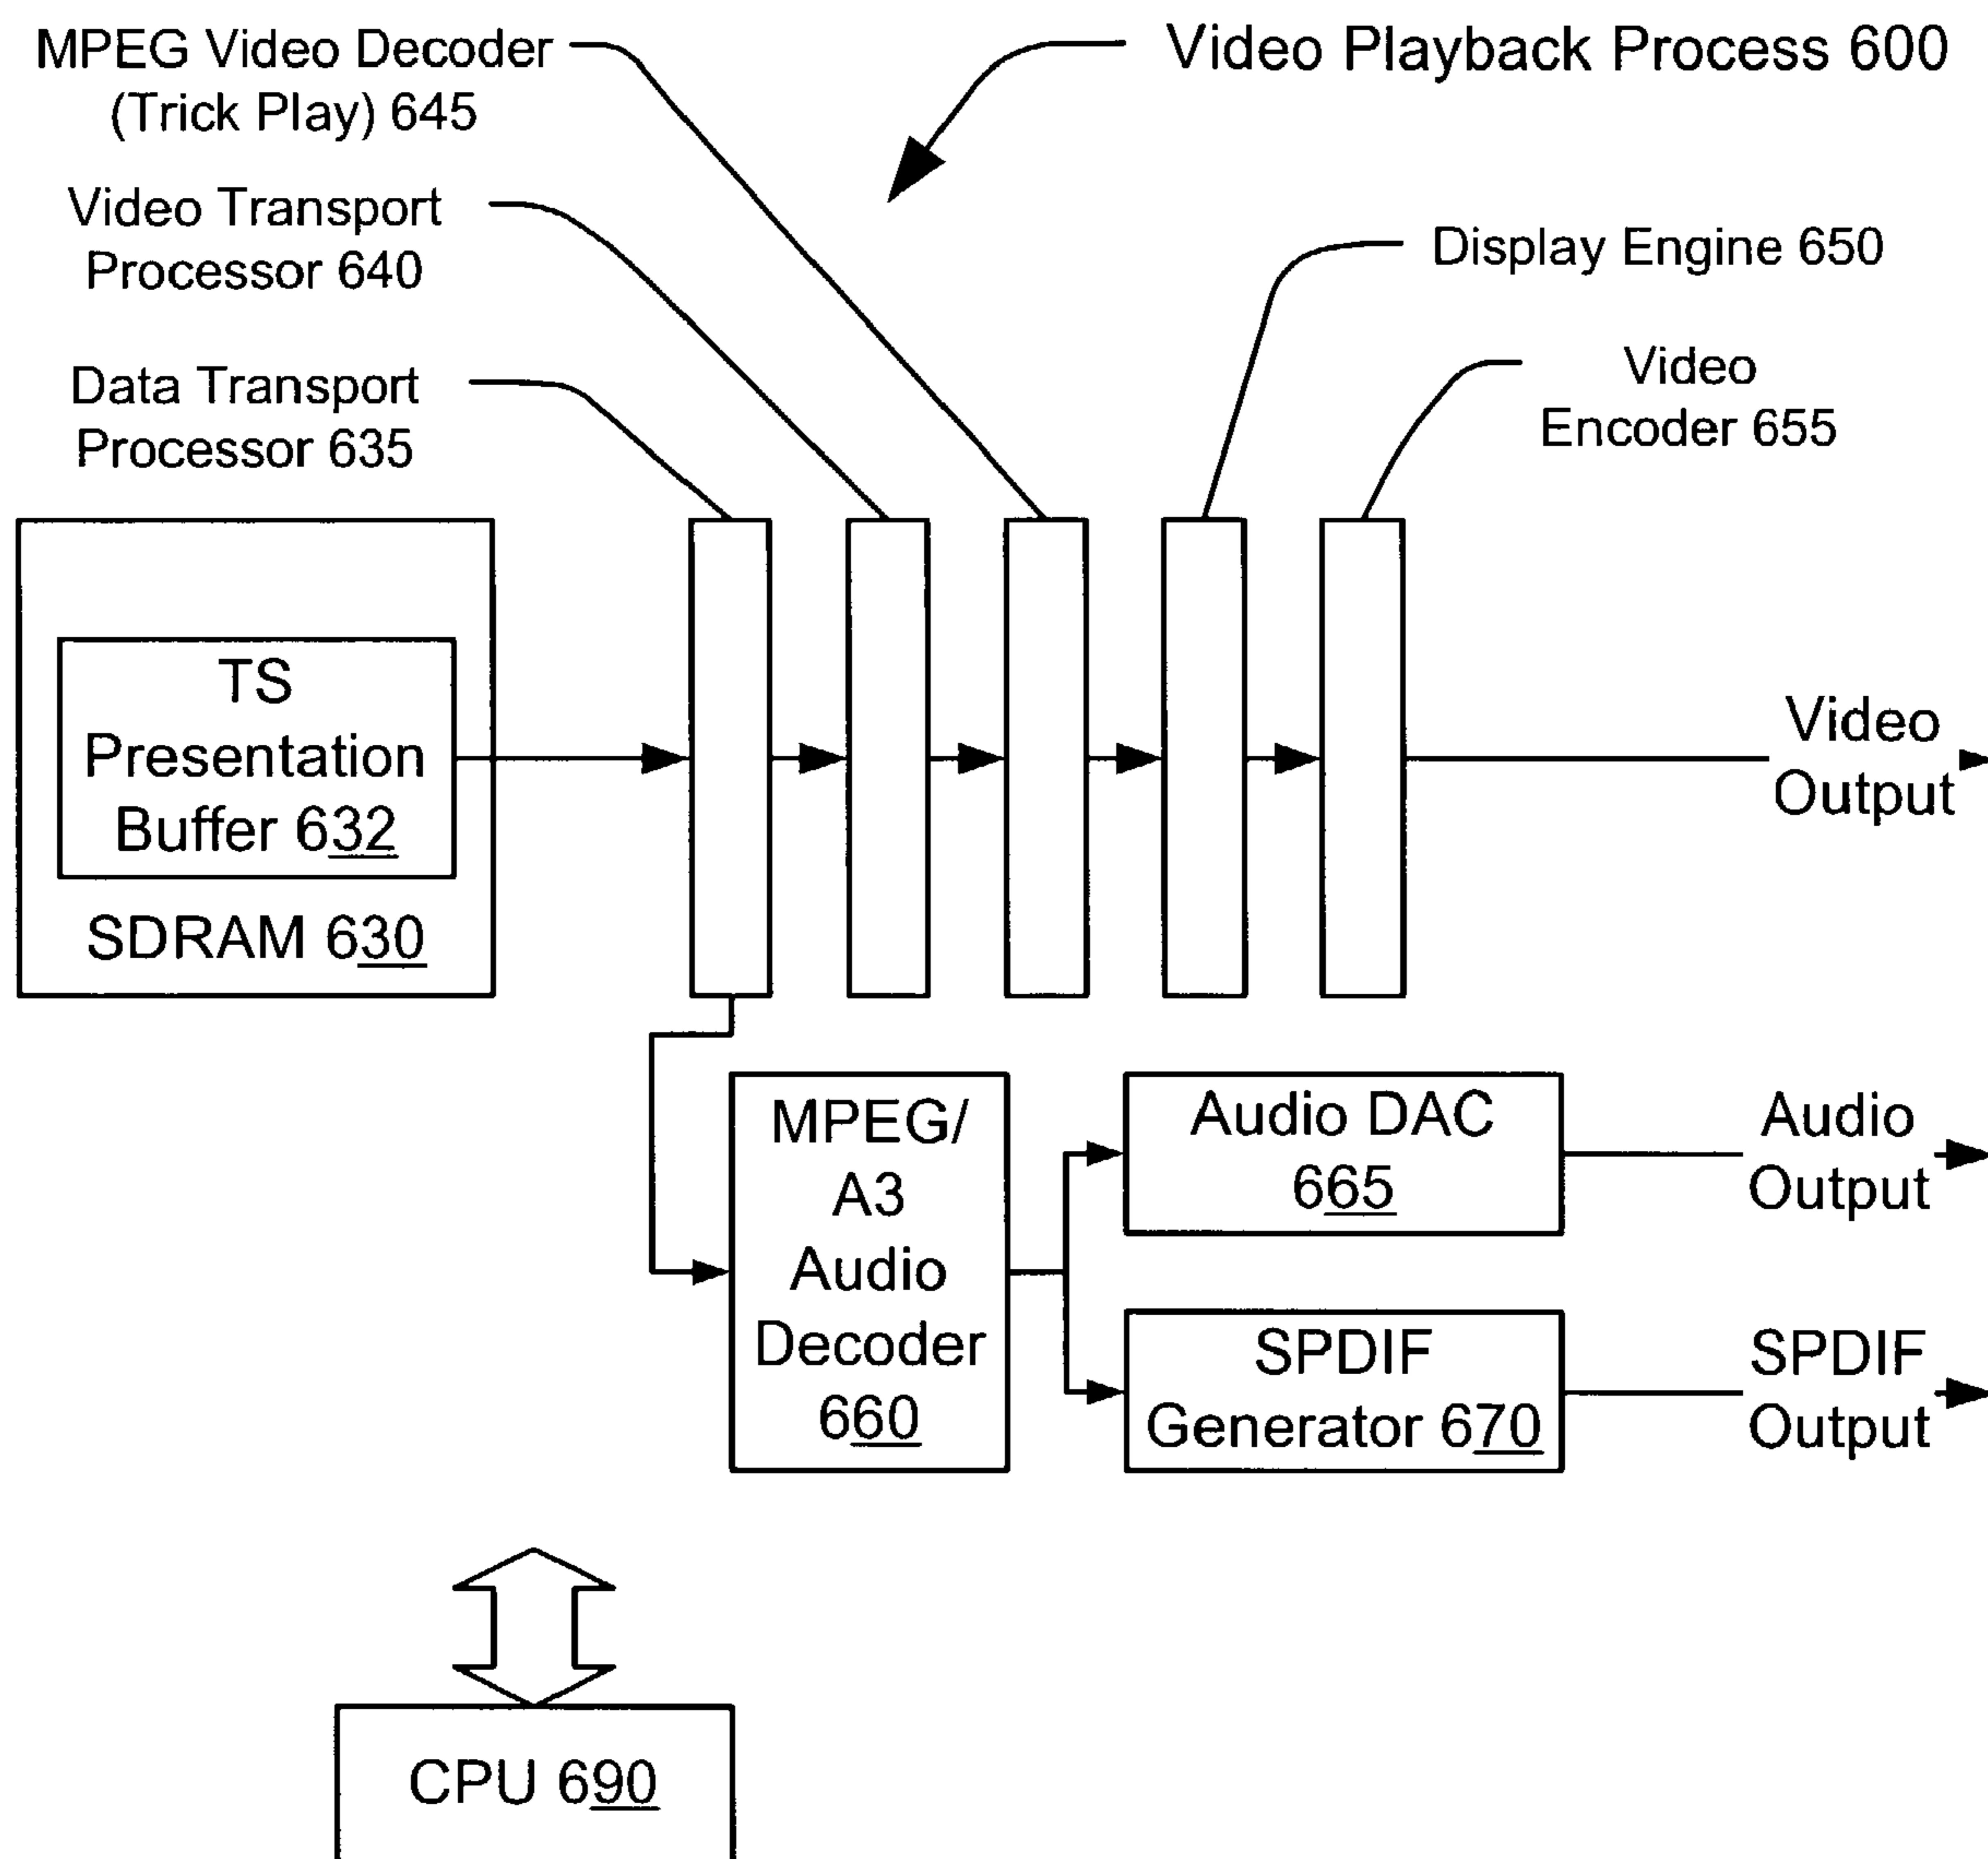 MPEG Video Decoder
(Trick Play) 645
Video Playback Process 600
Video Transport
Processor 640
Display Engine 650
Data Transport
Processor 635
Video
Encoder 655
TS
Presentation
Buffer 632
SDRAM 630
Video
Output
MPEG/
A3
Audio
Decoder
660
Audio DAC
665
Audio
Output
SPDIF
Generator 670
SPDIF
Output
CPU 690